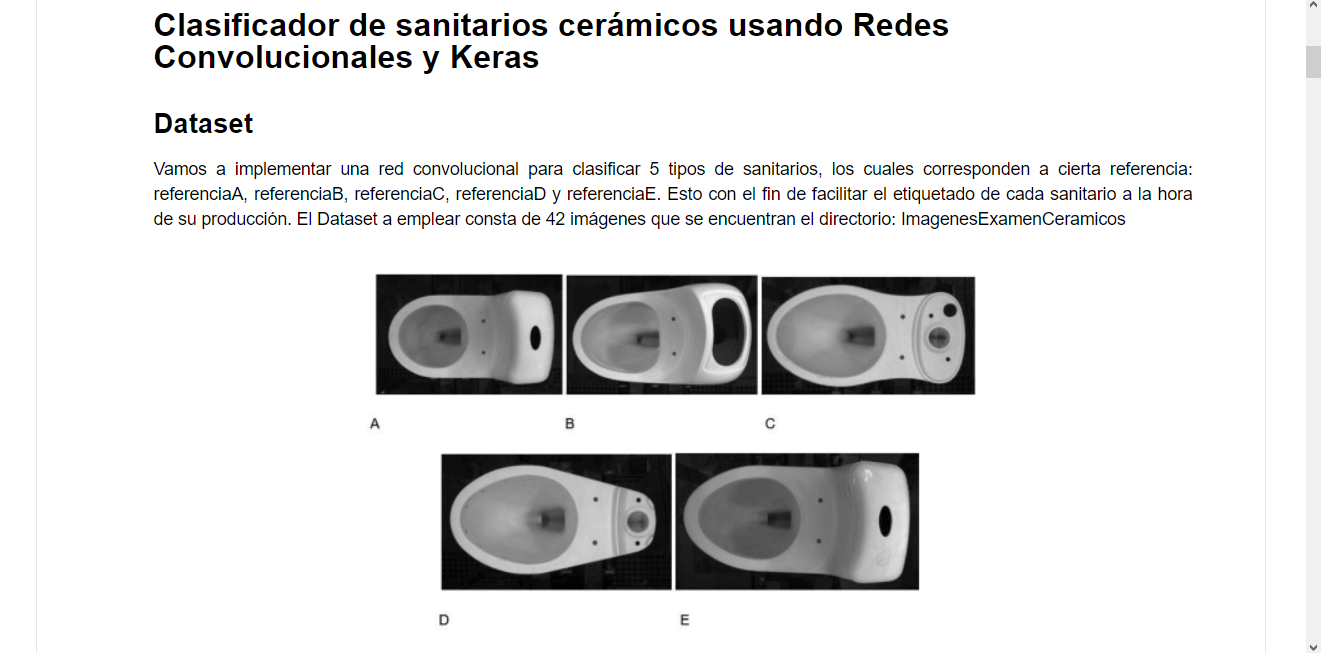 Clasificador de sanitarios cerámicos usando Redes
Convolucionales y Keras
Dataset
Vamos a implementar una red convolucional para clasificar 5 tipos de sanitarios, los cuales corresponden a cierta referencia:
referenciaA, referenciaB, referenciaC, referenciaD y referenciaE. Esto con el fin de facilitar el etiquetado de cada sanitario a la hora
de su producción. El Dataset a emplear consta de 42 imágenes que se encuentran el directorio: ImagenesExamenCeramicos
A B C
D E